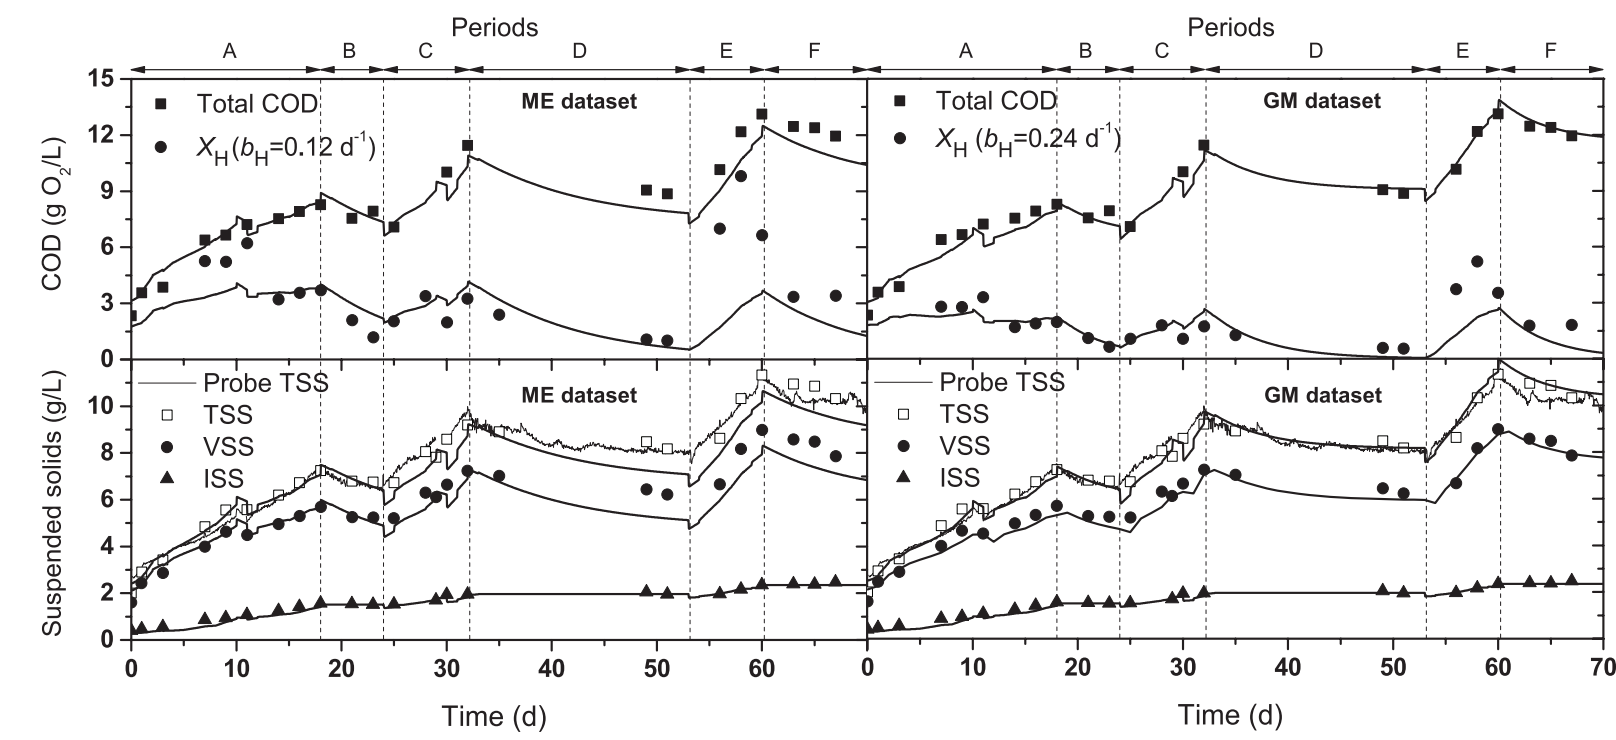 Periods Periods
A B C D E F A B C D E F
15
12
9
6
3
0
COD (g O2/L)
Total COD
XH (bH=0.12 d-1)
ME dataset
Total COD
XH (bH=0.24 d-1)
GM dataset
10
8
6
4
2
0
Suspended solids (g/L)
Probe TSS
TSS
VSS
ISS
ME dataset
Probe TSS
TSS
VSS
ISS
GM dataset
0 10 20 30 40 50 60 0 10 20 30 40 50 60 70
Time (d) Time (d)